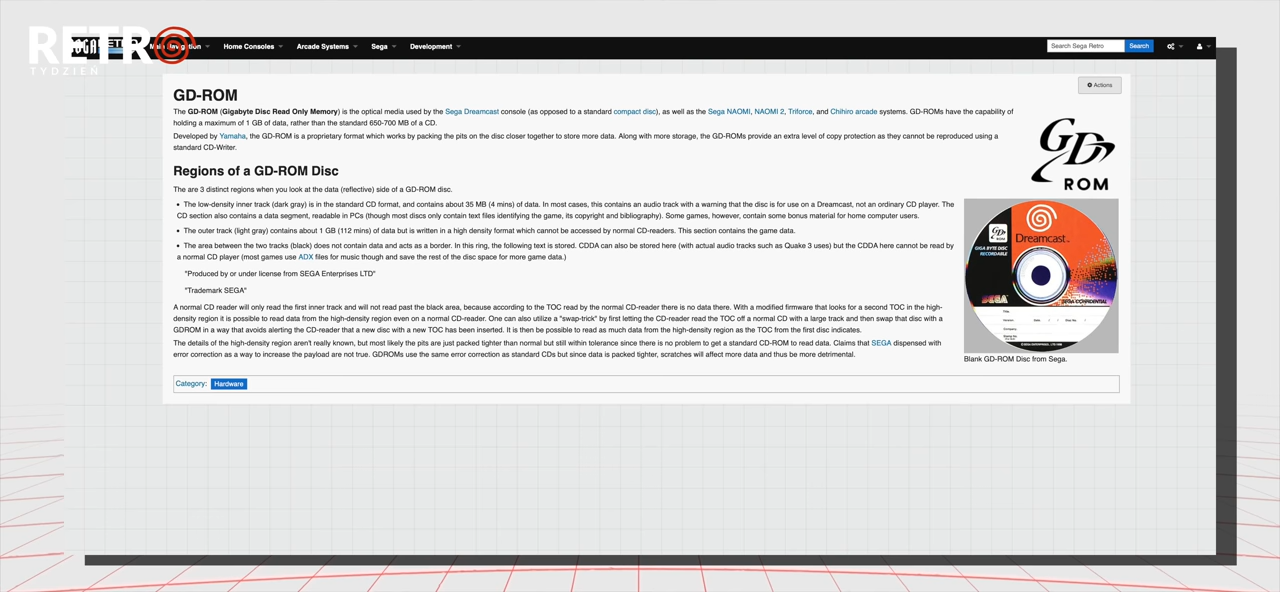 RETRO
TYDZIEŃ
Main Navigation
Home Consoles
Arcade Systems
Sega
Development
Search Sega Retro
Search
Actions
GD-ROM
The GD-ROM (Gigabyte Disc Read Only Memory) is the optical media used by the Sega Dreamcast console (as opposed to a standard compact disc), as well as the Sega NAOMI, NAOMI 2, Triforce, and Chihiro arcade systems. GD-ROMs have the capability of
holding a maximum of 1 GB of data, rather than the standard 650-700 MB of a CD.
Developed by Yamaha, the GD-ROM is a proprietary format which works by packing the pits on the disc closer together to store more data. Along with more storage, the GD-ROMs provide an extra level of copy protection as they cannot be reproduced using a
standard CD-Writer.
GD
ROM
Regions of a GD-ROM Disc
The are 3 distinct regions when you look at the data (reflective) side of a GD-ROM disc.
• The low-density inner track (dark gray) is in the standard CD format, and contains about 35 MB (4 mins) of data. In most cases, this contains an audio track with a warning that the disc is for use on a Dreamcast, not an ordinary CD player. The
CD section also contains a data segment, readable in PCs (though most discs only contain text files identifying the game, its copyright and bibliography). Some games, however, contain some bonus material for home computer users.
• The outer track (light gray) contains about 1 GB (112 mins) of data but is written in a high density format which cannot be accessed by normal CD-readers. This section contains the game data.
• The area between the two tracks (black) does not contain data and acts as a border. In this ring, the following text is stored. CDDA can also be stored here (with actual audio tracks such as Quake 3 uses) but the CDDA here cannot be read by
a normal CD player (most games use ADX files for music though and save the rest of the disc space for more game data.)
"Produced by or under license from SEGA Enterprises LTD"
"Trademark SEGA"
A normal CD reader will only read the first inner track and will not read past the black area, because according to the TOC read by the normal CD-reader there is no data there. With a modified firmware that looks for a second TOC in the high-
density region it is possible to read data from the high-density region even on a normal CD-reader. One can also utilize a "swap-trick" by first letting the CD-reader read the TOC off a normal CD with a large track and then swap that disc with a
GDROM in a way that avoids alerting the CD-reader that a new disc with a new TOC has been inserted. It is then be possible to read as much data from the high-density region as the TOC from the first disc indicates.
The details of the high-density region aren't really known, but most likely the pits are just packed tighter than normal but still within tolerance since there is no problem to get a standard CD-ROM to read data. Claims that SEGA dispensed with
error correction as a way to increase the payload are not true. GDROMs use the same error correction as standard CDs but since data is packed tighter, scratches will affect more data and thus be more detrimental.
Dreamcast
GIGA BYTE DISC
RECORDABLE
SEGA
SEGA CONFIDENTIAL
Blank GD-ROM Disc from Sega.
Category: Hardware